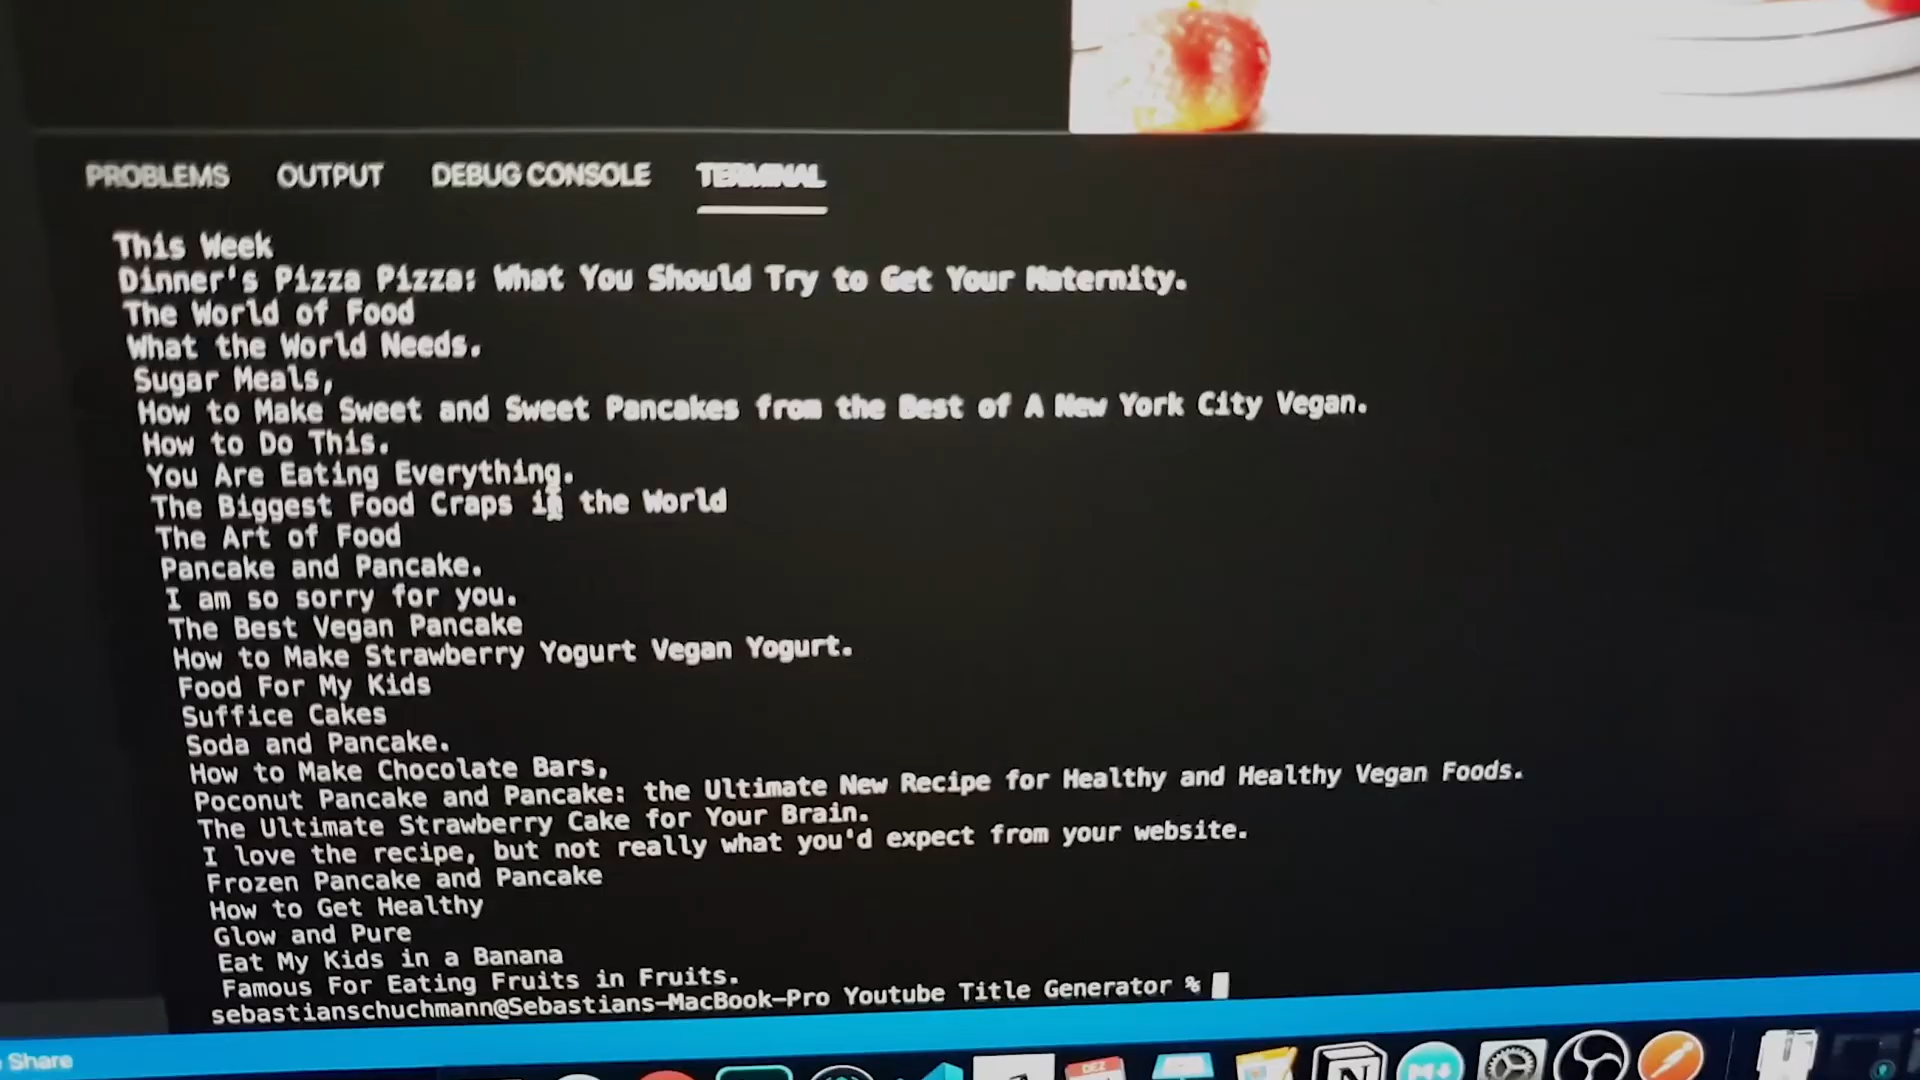 PROBLEMS OUTPUT DEBUG CONSOLE TERMINAL
This Week
Dinner's Pizza Pizza: What You Should Try to Get Your Maternity.
The World of Food
What the World Needs.
Sugar Meals,
How to Make Sweet and Sweet Pancakes from the Best of A New York City Vegan.
How to Do This.
You Are Eating Everything.
The Biggest Food Craps in the World
The Art of Food
Pancake and Pancake.
I am so sorry for you.
The Best Vegan Pancake
How to Make Strawberry Yogurt Vegan Yogurt.
Food For My Kids
Suffice Cakes
Soda and Pancake.
How to Make Chocolate Bars,
Poconut Pancake and Pancake: the Ultimate New Recipe for Healthy and Healthy Vegan Foods.
The Ultimate Strawberry Cake for Your Brain.
I love the recipe, but not really what you'd expect from your website.
Frozen Pancake and Pancake
How to Get Healthy
Glow and Pure
Eat My Kids in a Banana
Famous For Eating Fruits in Fruits.
sebastianschuchmann@Sebastians-MacBook-Pro Youtube Title Generator %
Share
DEZ
N
M